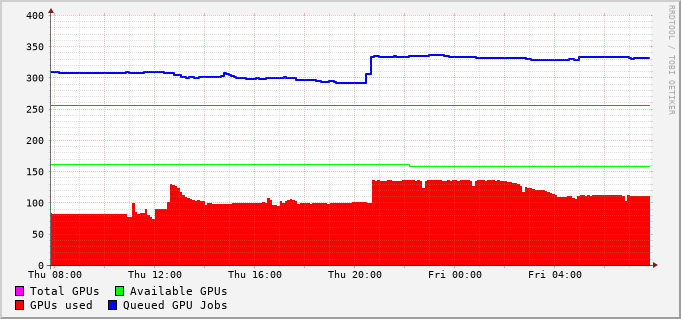 400
350
300
250
200
150
100
50
0
Thu 08:00 Thu 12:00 Thu 16:00 Thu 20:00 Fri 00:00 Fri 04:00
Total GPUs Available GPUs
GPUs used Queued GPU Jobs
RRDTOOL / TOBI OETIKER